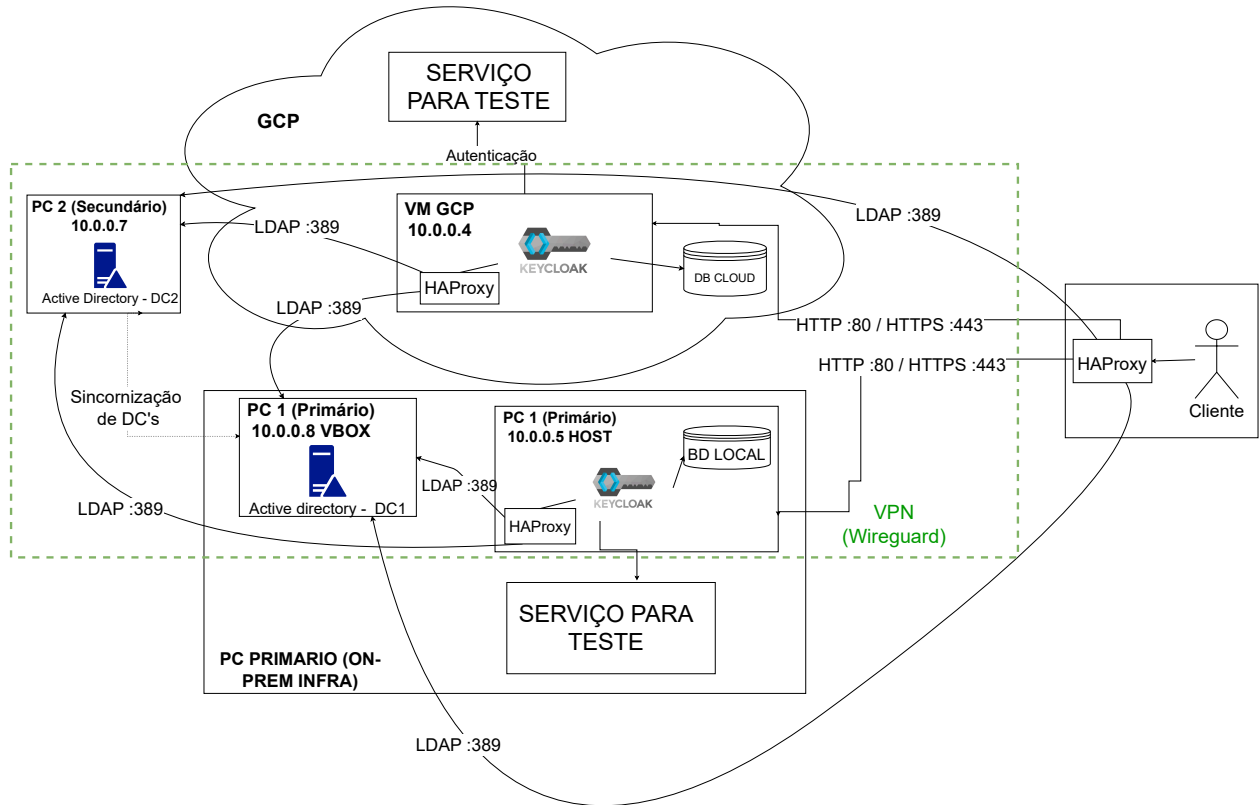 SERVIÇO
PARA TESTE
GCP
Autenticação
PC 2 (Secundário)
10.0.0.7
Active Directory - DC2
LDAP :389
VM GCP
10.0.0.4
KEYCLOAK
HAProxy
DB CLOUD
LDAP :389
LDAP :389
HTTP :80 / HTTPS :443
HTTP :80 / HTTPS :443
HAProxy
Cliente
Sincornização
de DC's
PC 1 (Primário)
10.0.0.8 VBOX
Active directory -  DC1
LDAP :389
PC 1 (Primário)
10.0.0.5 HOST
BD LOCAL
KEYCLOAK
HAProxy
LDAP :389
VPN
(Wireguard)
SERVIÇO PARA
TESTE
PC PRIMARIO (ON-
PREM INFRA)
LDAP :389